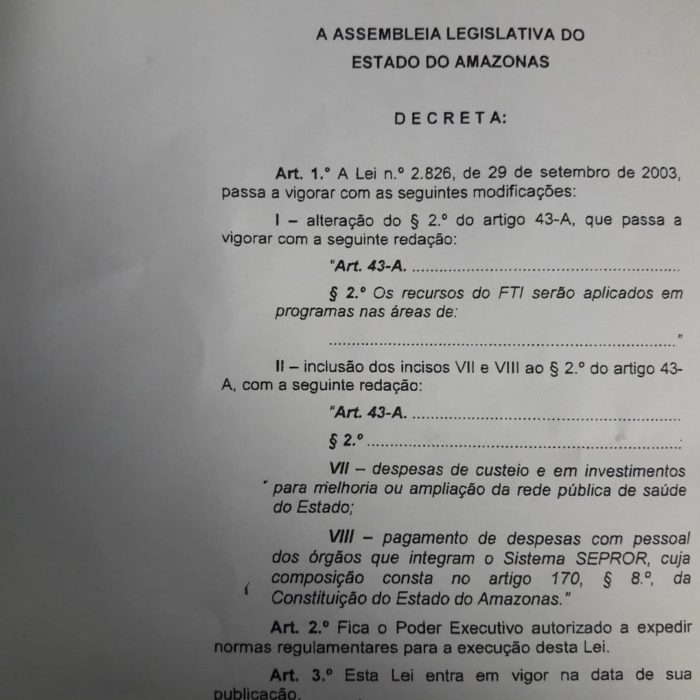 A ASSEMBLEIA LEGISLATIVA DO
ESTADO DO AMAZONAS
D E C R E T A:
Art. 1.º A Lei n.º 2.826, de 29 de setembro de 2003,
passa a vigorar com as seguintes modificações:
I – alteração do § 2.º do artigo 43-A, que passa a
vigorar com a seguinte redação:
"Art. 43-A. ................................................................
§ 2.º Os recursos do FTI serão aplicados em
programas nas áreas de:
....................................................................................."
II – inclusão dos incisos VII e VIII ao § 2.º do artigo 43-
A, com a seguinte redação:
"Art. 43-A. ................................................................
§ 2.º ...........................................................................
VII – despesas de custeio e em investimentos
para melhoria ou ampliação da rede pública de saúde
do Estado;
VIII – pagamento de despesas com pessoal
dos órgãos que integram o Sistema SEPROR, cuja
composição consta no artigo 170, § 8.º, da
Constituição do Estado do Amazonas."
Art. 2.º Fica o Poder Executivo autorizado a expedir
normas regulamentares para a execução desta Lei.
Art. 3.º Esta Lei entra em vigor na data de sua
publicação.